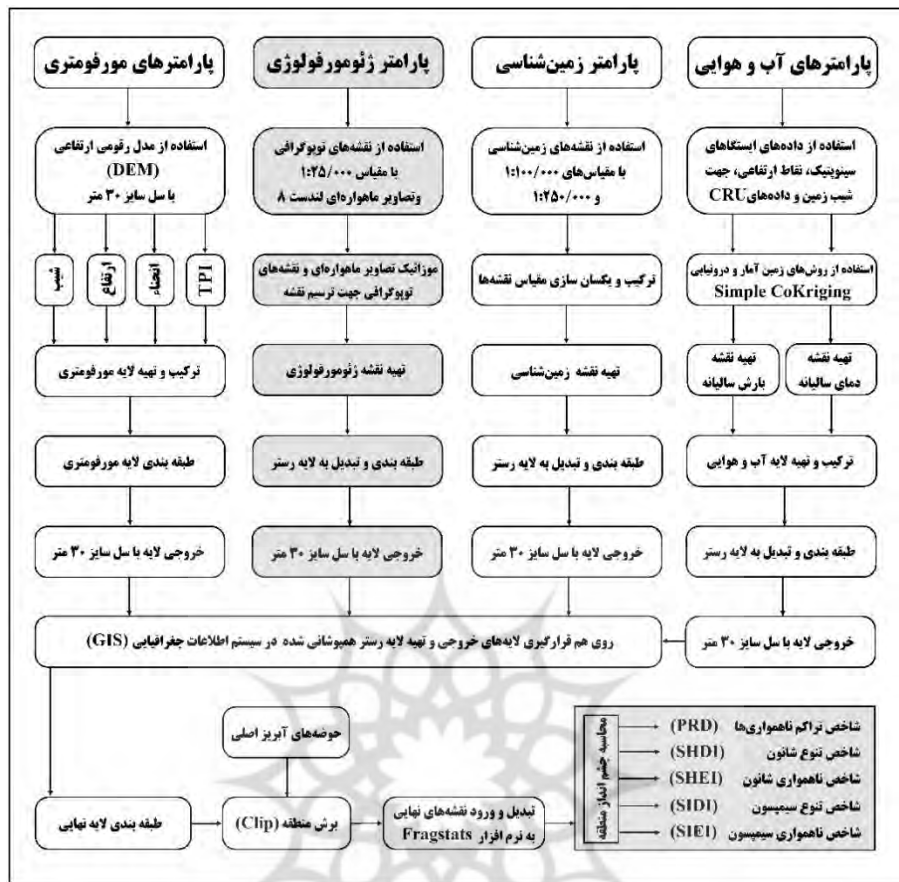 پارامترهای آب و هوایی
استفاده از داده‌های ایستگاهای
سینوپتیک، نقاط ارتفاعی، جهت
شیب زمین و داده‌های CRU
استفاده از روش‌های زمین آمار و درونیابی
Simple CoKriging
تهیه نقشه
دمای سالیانه
تهیه نقشه
بارش سالیانه
ترکیب و تهیه لایه آب و هوایی
طبقه بندی و تبدیل به لایه رستر
خروجی لایه با سل سایز ۳۰ متر
پارامتر زمین‌شناسی
استفاده از نقشه‌های زمین‌شناسی
با مقیاس‌های ۱:۱۰۰/۰۰۰
و ۱:۲۵۰/۰۰۰
ترکیب و یکسان سازی مقیاس نقشه‌ها
تهیه نقشه زمین‌شناسی
طبقه بندی و تبدیل به لایه رستر
خروجی لایه با سل سایز ۳۰ متر
پارامتر ژئومورفولوژی
استفاده از نقشه‌های توپوگرافی
با مقیاس ۱:۲۵/۰۰۰
وتصاویر ماهواره‌ای لندست ۸
موزائیک تصاویر ماهواره‌ای و نقشه‌های
توپوگرافی جهت ترسیم نقشه
تهیه نقشه ژئومورفولوژی
طبقه بندی و تبدیل به لایه رستر
خروجی لایه با سل سایز ۳۰ متر
پارامترهای مورفومتری
استفاده از مدل رقومی ارتفاعی
(DEM)
با سل سایز ۳۰ متر
TPI
انحناء
ارتفاع
شیب
ترکیب و تهیه لایه مورفومتری
طبقه بندی لایه مورفومتری
خروجی لایه با سل سایز ۳۰ متر
روی هم قرارگیری لایه‌های خروجی و تهیه لایه رستر همپوشانی شده در سیستم اطلاعات جغرافیایی (GIS)
حوضه‌های آبریز اصلی
طبقه بندی لایه نهایی
برش منطقه (Clip)
تبدیل و ورود نقشه‌های نهایی
به نرم افزار Fragstats
محاسبه چشم انداز منطقه
شاخص تراکم ناهمواری‌ها (PRD)
شاخص تنوع شانون (SHDI)
شاخص ناهمواری شانون (SHEI)
شاخص تنوع سیمپسون (SIDI)
شاخص ناهمواری سیمپسون (SIEI)